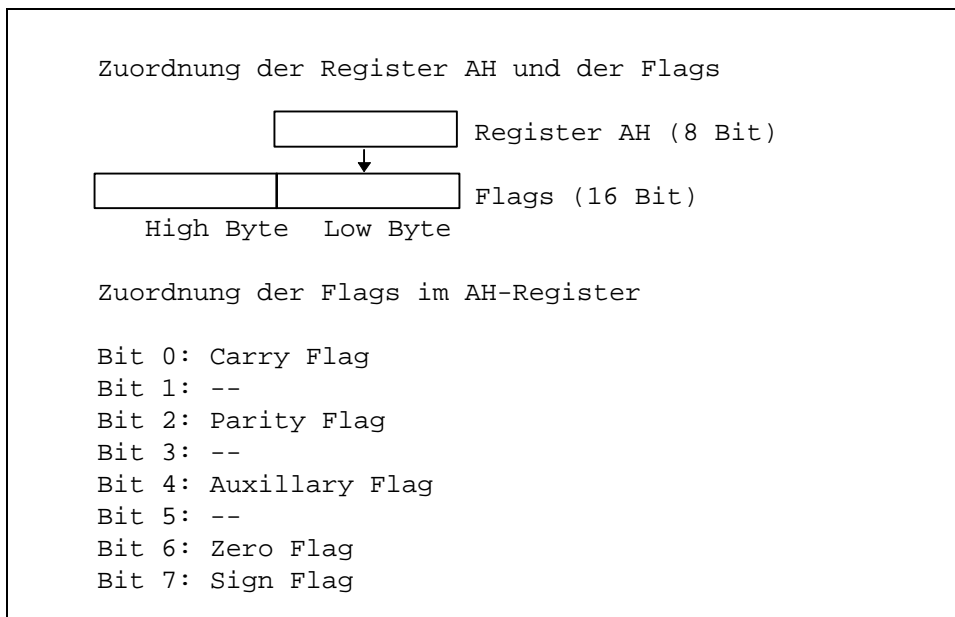 Zuordnung der Register AH und der Flags
Register AH (8 Bit)
Flags (16 Bit)
High Byte Low Byte
Zuordnung der Flags im AH-Register
Bit 0: Carry Flag
Bit 1: --
Bit 2: Parity Flag
Bit 3: --
Bit 4: Auxillary Flag
Bit 5: --
Bit 6: Zero Flag
Bit 7: Sign Flag